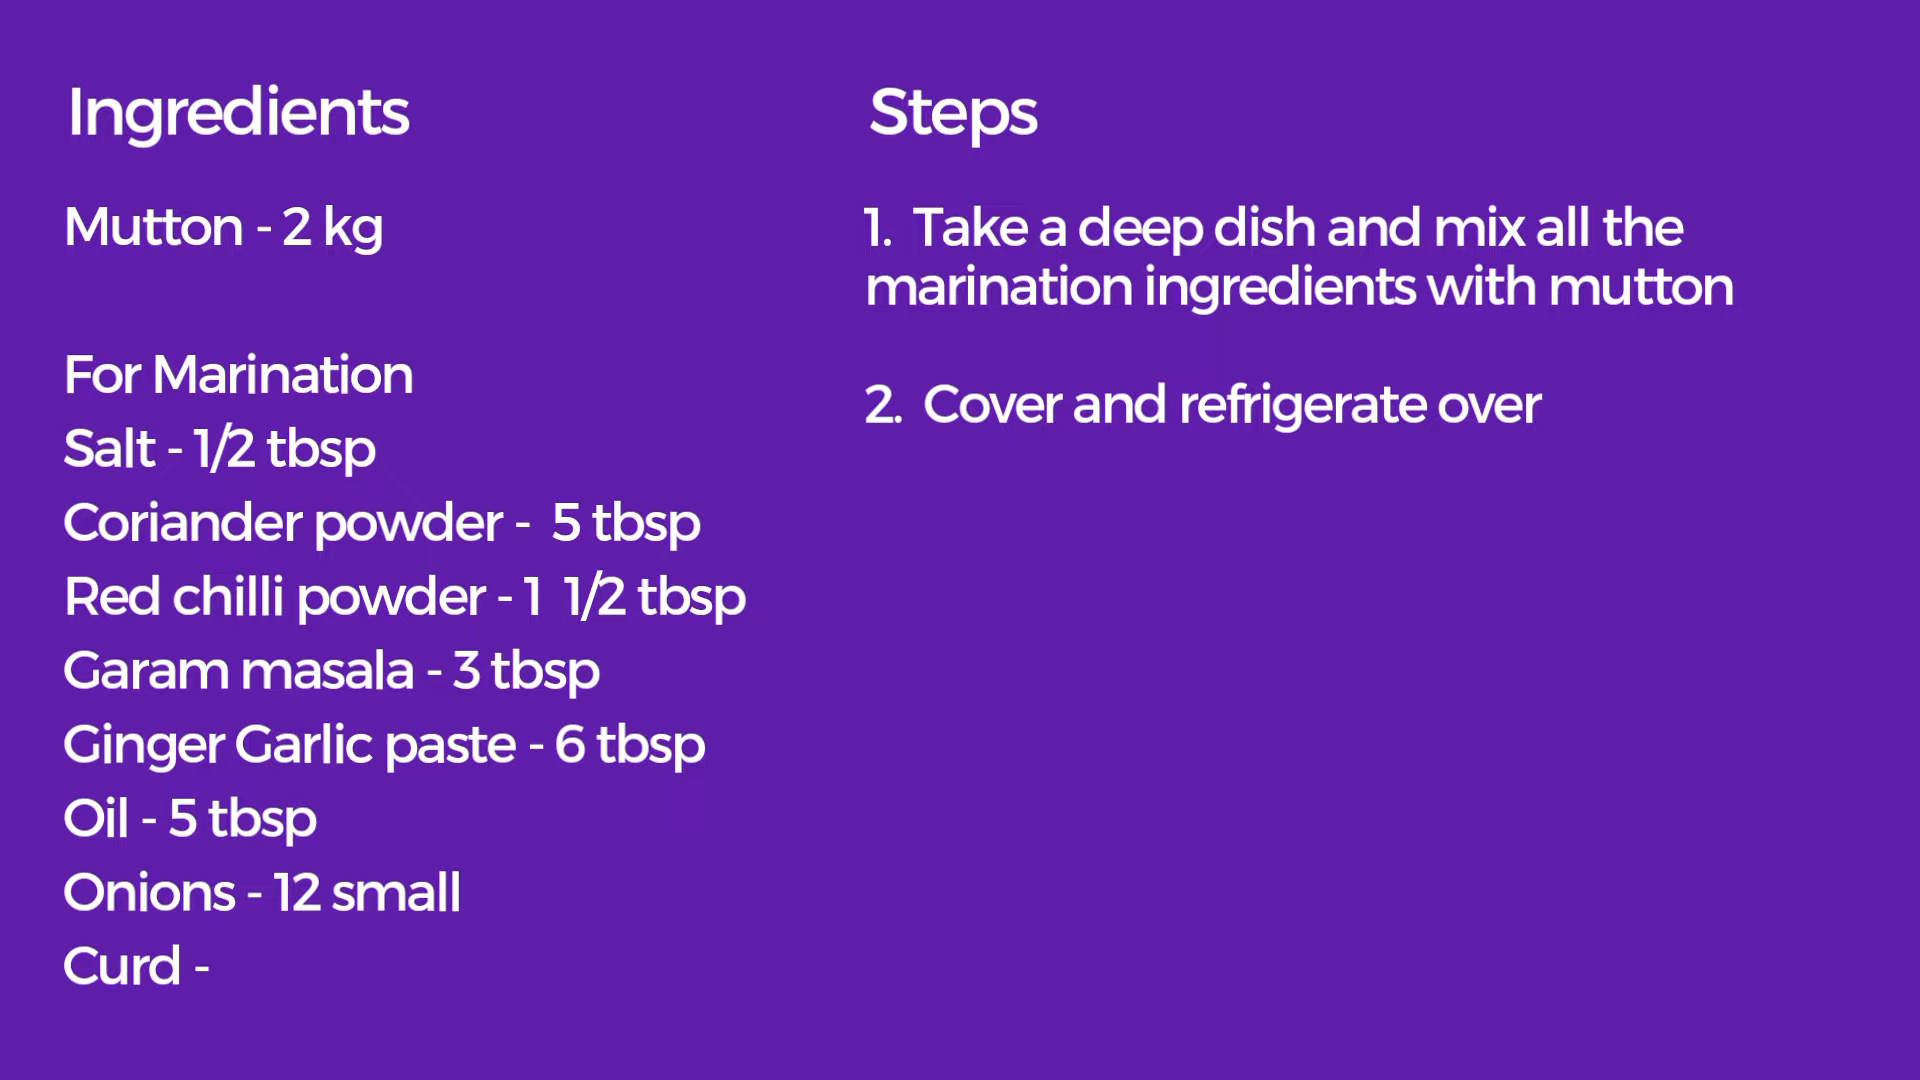 Ingredients
Mutton - 2 kg
For Marination
Salt - 1/2 tbsp
Coriander powder -  5 tbsp
Red chilli powder - 1  1/2 tbsp
Garam masala - 3 tbsp
Ginger Garlic paste - 6 tbsp
Oil - 5 tbsp
Onions - 12 small
Curd -
Steps
1.  Take a deep dish and mix all the
marination ingredients with mutton
2.  Cover and refrigerate over